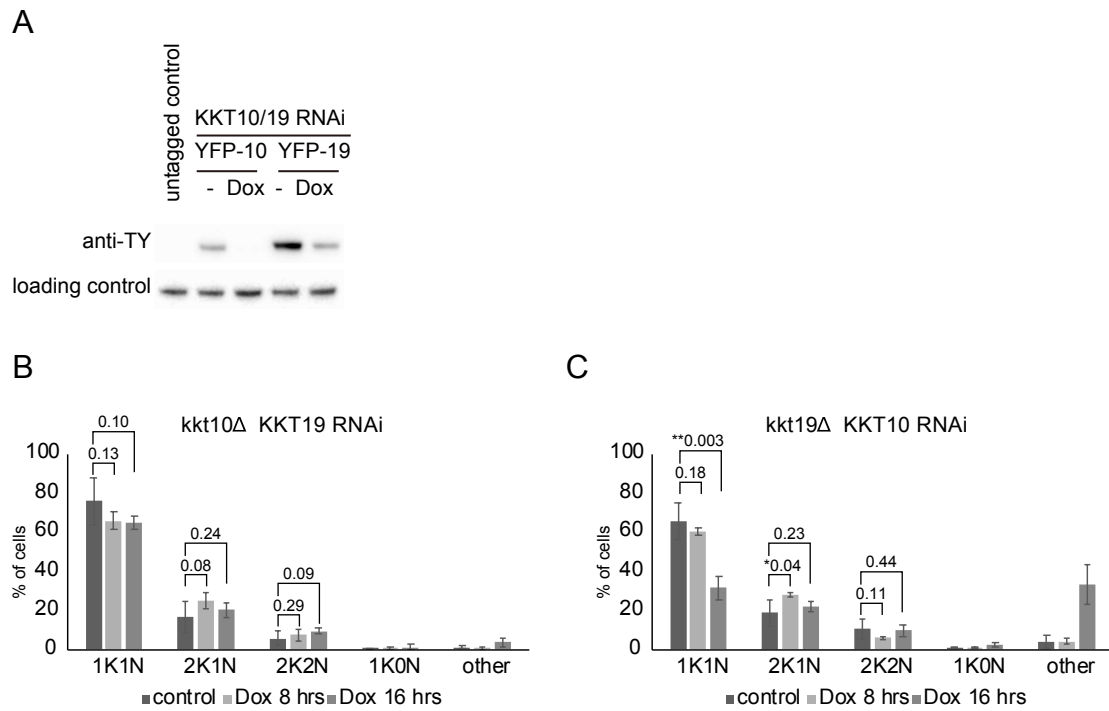 A
untagged control
KKT10/19 RNAi
YFP-10 YFP-19
- Dox - Dox
anti-TY
loading control
B
kkt10Δ KKT19 RNAi
% of cells
100
80
60
40
20
0
0.10
0.13
0.24
0.08
0.09
0.29
1K1N 2K1N 2K2N 1K0N other
control Dox 8 hrs Dox 16 hrs
C
kkt19Δ KKT10 RNAi
% of cells
100
80
60
40
20
0
**0.003
0.18
0.23
*0.04
0.44
0.11
1K1N 2K1N 2K2N 1K0N other
control Dox 8 hrs Dox 16 hrs